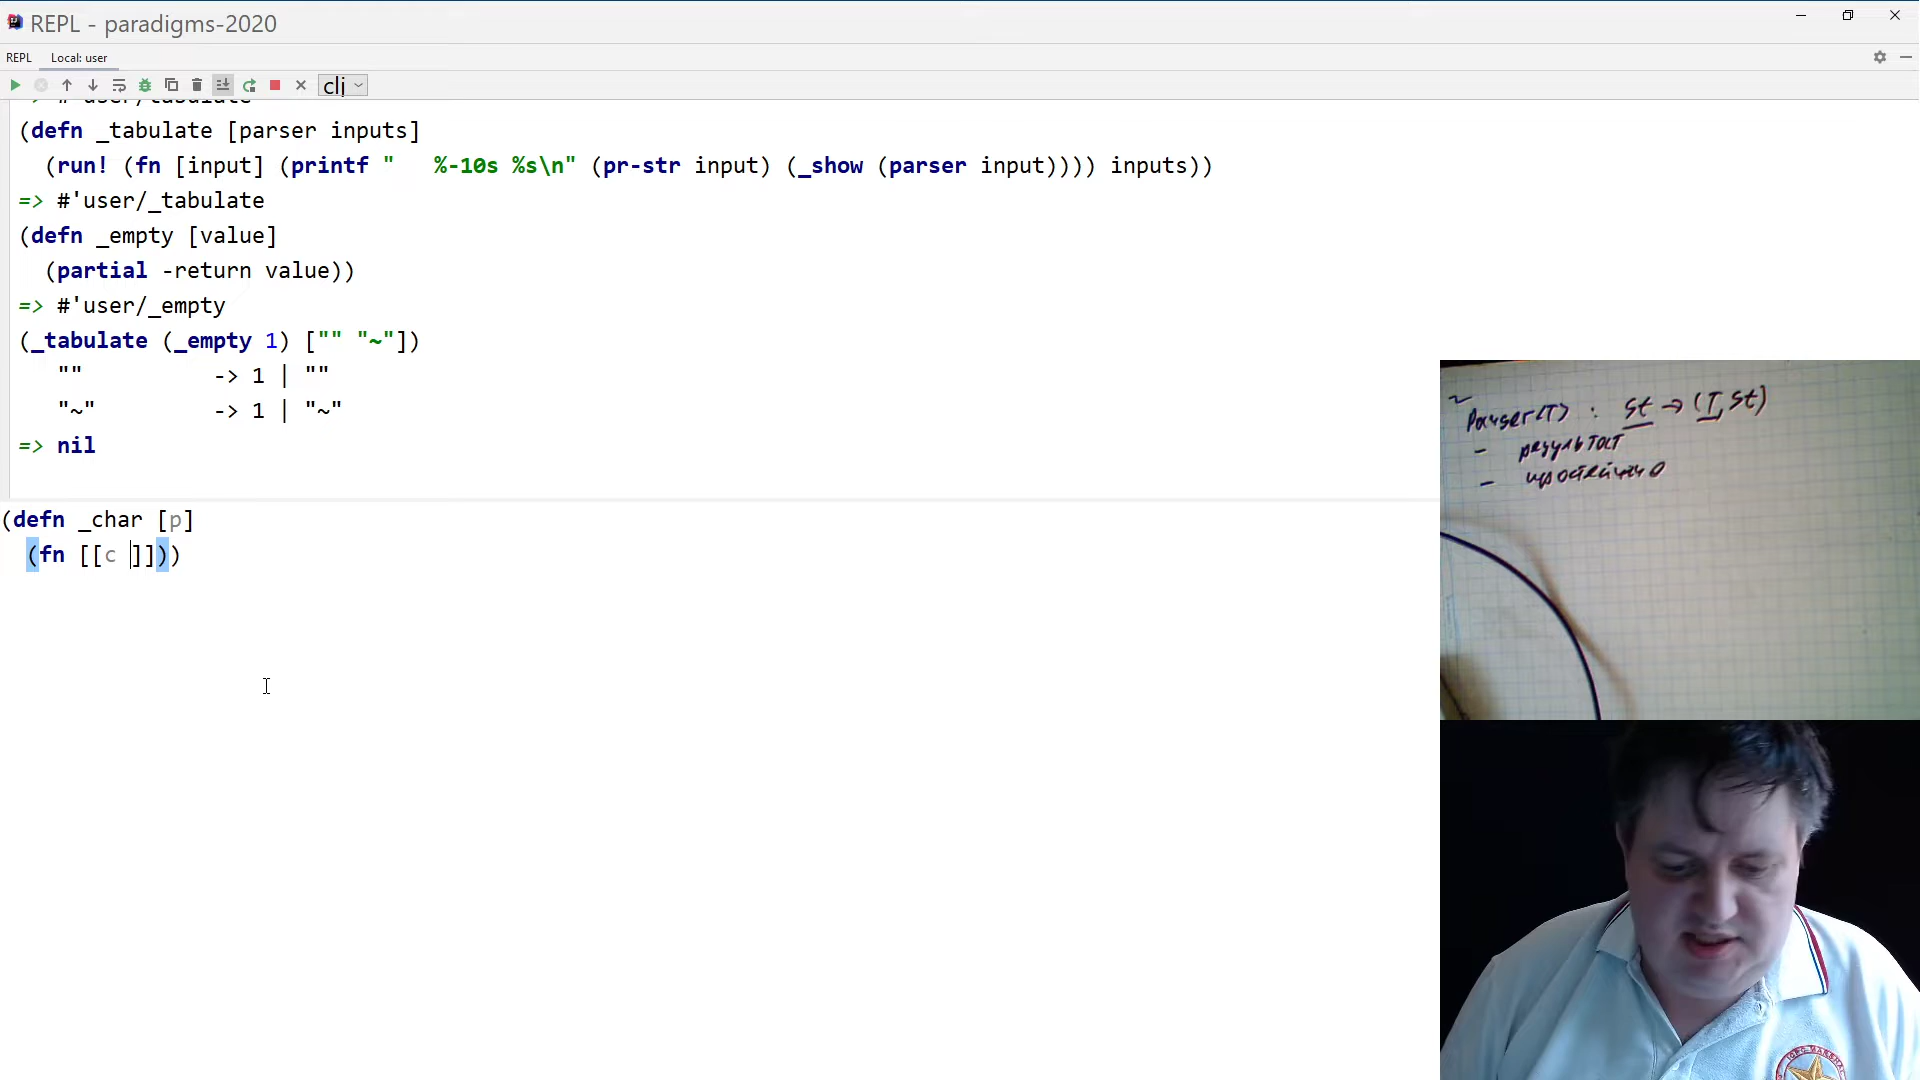 REPL - paradigms-2020
REPL Local: user
clj
=> #'user/tabulate
(defn _tabulate [parser inputs]
(run! (fn [input] (printf " %-10s %s\n" (pr-str input) (_show (parser input)))) inputs))
=> #'user/_tabulate
(defn _empty [value]
(partial -return value))
=> #'user/_empty
(_tabulate (_empty 1) ["" "~"])
"" -> 1 | ""
"~" -> 1 | "~"
=> nil
(defn _char [p]
(fn [[c ]]))
Parser(T) : St → (T, St)
- результат